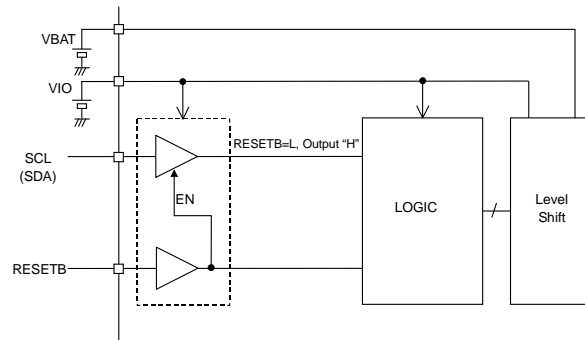 VBAT
VIO
SCL
(SDA)
RESETB=L, Output “H”
EN
LOGIC
Level
Shift
RESETB